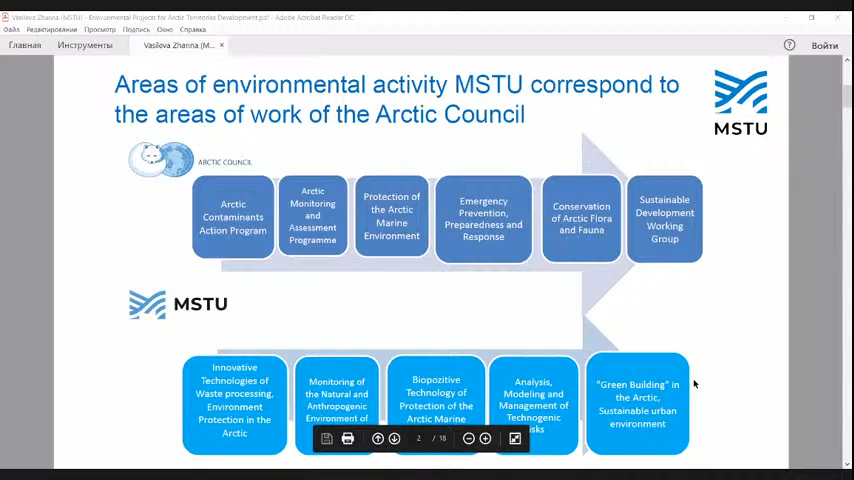 Vasileva Zhanna (MSTU) - Environmental Projects for Arctic Territories Development.pdf - Adobe Acrobat Reader DC
Файл Редактирование Просмотр Подпись Окно Справка
Главная Инструменты Vasileva Zhanna (M... × Войти
Areas of environmental activity MSTU correspond to
the areas of work of the Arctic Council
MSTU
ARCTIC COUNCIL
Arctic
Contaminants
Action Program
Arctic
Monitoring
and
Assessment
Programme
Protection of
the Arctic
Marine
Environment
Emergency
Prevention,
Preparedness and
Response
Conservation
of Arctic Flora
and Fauna
Sustainable
Development
Working
Group
MSTU
Innovative
Technologies of
Waste processing,
Environment
Protection in the
Arctic
Monitoring of
the Natural and
Anthropogenic
Environment of
Biopozitive
Technology of
Protection of the
Arctic Marine
Analysis,
Modeling and
Management of
Technogenic
"Green Building" in
the Arctic,
Sustainable urban
environment
2 / 18